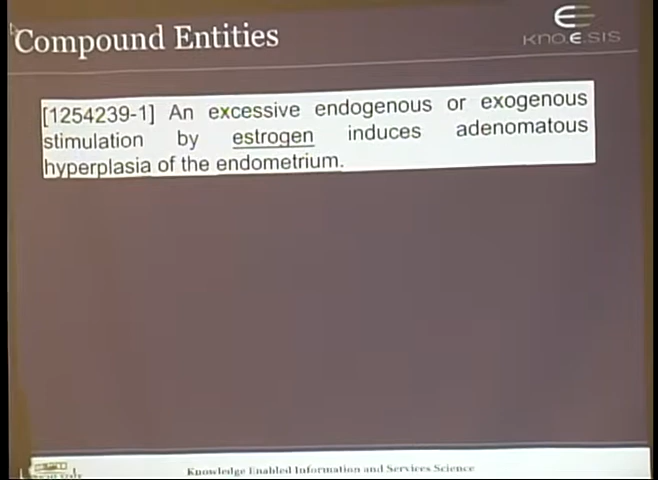 Compound Entities
KNO.E.SIS
[1254239-1] An excessive endogenous or exogenous
stimulation by estrogen induces adenomatous
hyperplasia of the endometrium.
Knowledge Enabled Information and Services Science